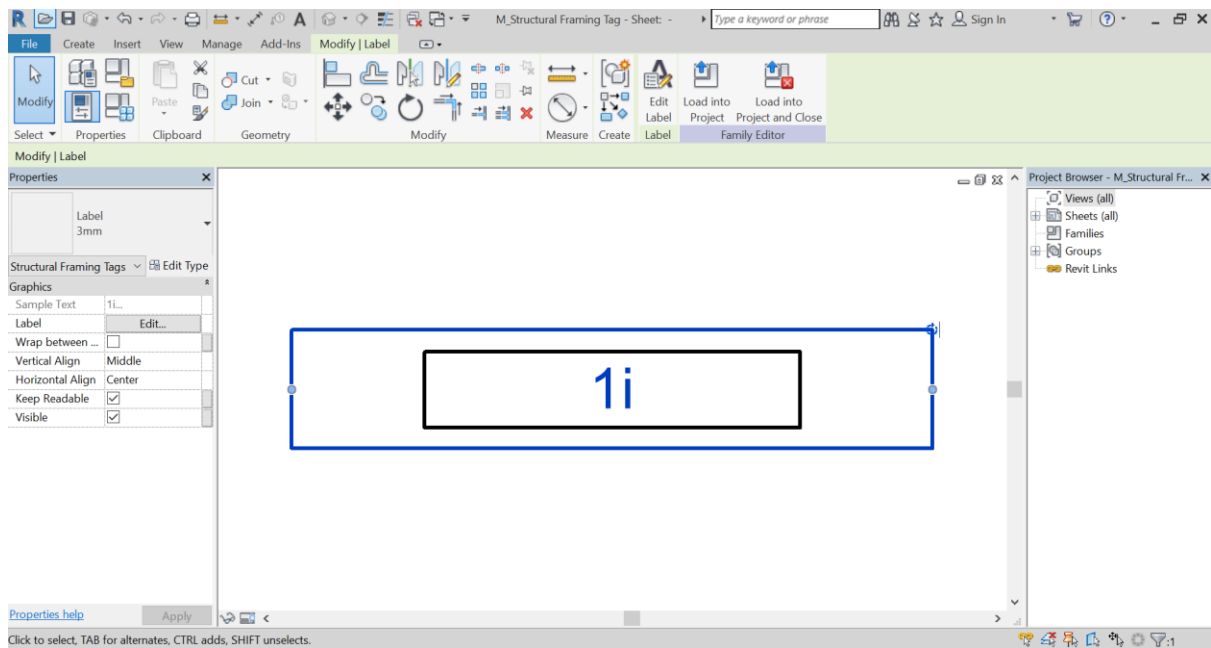 R A M_Structural Framing Tag - Sheet: - Type a keyword or phrase Sign In
File Create Insert View Manage Add-Ins Modify | Label
Modify Paste Cut Join Edit Label Load into Project Load into Project and Close
Select Properties Clipboard Geometry Modify Measure Create Label Family Editor
Modify | Label
Properties
Label
3mm
Structural Framing Tags Edit Type
Graphics
Sample Text 1i...
Label Edit...
Wrap between ...
Vertical Align Middle
Horizontal Align Center
Keep Readable
Visible
Properties help Apply
1i
Project Browser - M_Structural Fr...
Views (all)
Sheets (all)
Families
Groups
Revit Links
Click to select, TAB for alternates, CTRL adds, SHIFT unselects.
:1